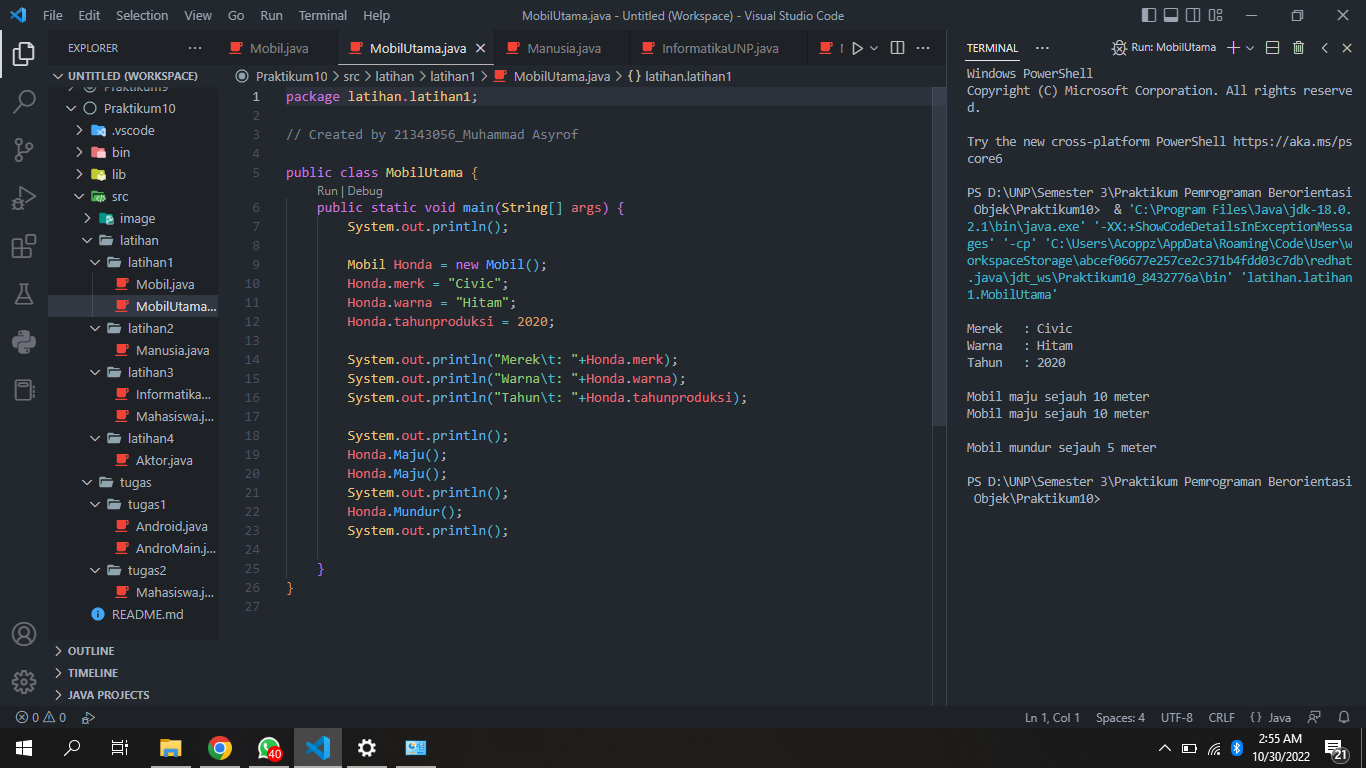 File Edit Selection View Go Run Terminal Help
MobilUtama.java - Untitled (Workspace) - Visual Studio Code
EXPLORER
UNTITLED (WORKSPACE)
Praktikum9
Praktikum10
.vscode
bin
lib
src
image
latihan
latihan1
Mobil.java
MobilUtama...
latihan2
Manusia.java
latihan3
Informatika...
Mahasiswa.j...
latihan4
Aktor.java
tugas
tugas1
Android.java
AndroMain.j...
tugas2
Mahasiswa.j...
README.md
OUTLINE
TIMELINE
JAVA PROJECTS
Mobil.java MobilUtama.java Manusia.java InformatikaUNP.java
Praktikum10 > src > latihan > latihan1 > MobilUtama.java > {} latihan.latihan1
1 package latihan.latihan1;
2
3 // Created by 21343056_Muhammad Asyrof
4
5 public class MobilUtama {
Run | Debug
6 public static void main(String[] args) {
7 System.out.println();
8
9 Mobil Honda = new Mobil();
10 Honda.merk = "Civic";
11 Honda.warna = "Hitam";
12 Honda.tahunproduksi = 2020;
13
14 System.out.println("Merek\t: "+Honda.merk);
15 System.out.println("Warna\t: "+Honda.warna);
16 System.out.println("Tahun\t: "+Honda.tahunproduksi);
17
18 System.out.println();
19 Honda.Maju();
20 Honda.Maju();
21 System.out.println();
22 Honda.Mundur();
23 System.out.println();
24
25 }
26 }
27
TERMINAL
Run: MobilUtama
Windows PowerShell
Copyright (C) Microsoft Corporation. All rights reserve
d.
Try the new cross-platform PowerShell https://aka.ms/ps
core6
PS D:\UNP\Semester 3\Praktikum Pemrograman Berorientasi
Objek\Praktikum10> & 'C:\Program Files\Java\jdk-18.0.
2.1\bin\java.exe' '-XX:+ShowCodeDetailsInExceptionMessa
ges' '-cp' 'C:\Users\Acoppz\AppData\Roaming\Code\User\w
orkspaceStorage\abcef06677e257ce2c371b4fdd03c7db\redhat
.java\jdt_ws\Praktikum10_8432776a\bin' 'latihan.latihan
1.MobilUtama'
Merek : Civic
Warna : Hitam
Tahun : 2020
Mobil maju sejauh 10 meter
Mobil maju sejauh 10 meter
Mobil mundur sejauh 5 meter
PS D:\UNP\Semester 3\Praktikum Pemrograman Berorientasi
Objek\Praktikum10>
0 0
Ln 1, Col 1 Spaces: 4 UTF-8 CRLF {} Java
40
2:55 AM
10/30/2022
21